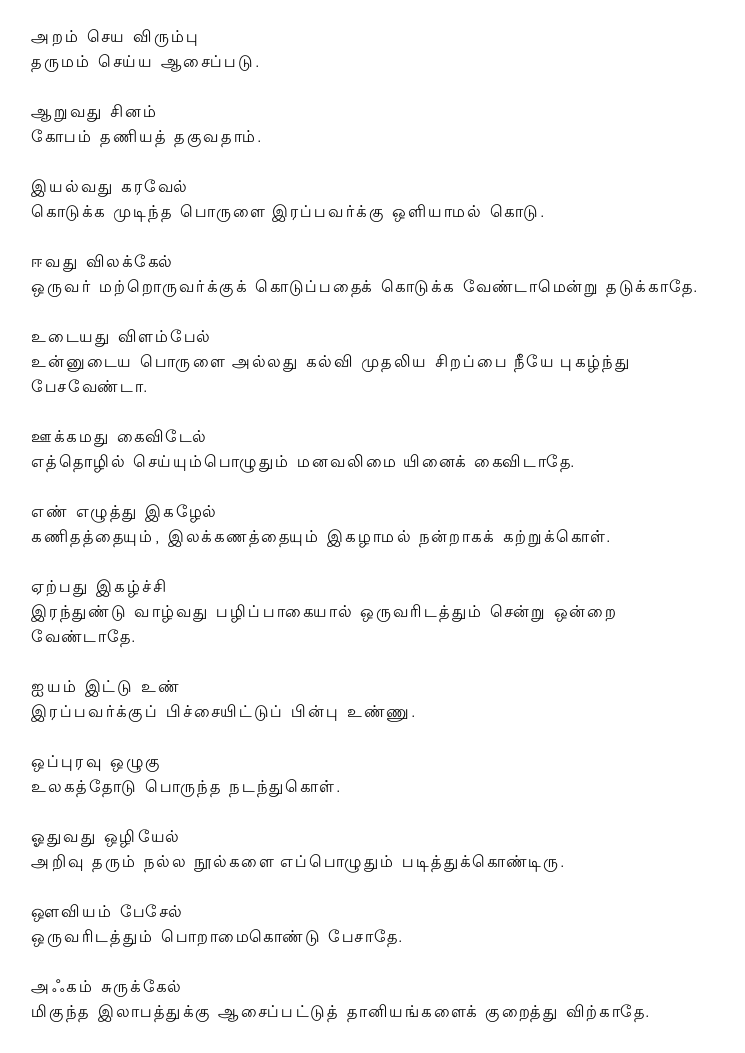 அறம் செய விரும்பு
தருமம் செய்ய ஆசைப்படு.
ஆறுவது சினம்
கோபம் தணியத் தகுவதாம்.
இயல்வது கரவேல்
கொடுக்க முடிந்த பொருளை இரப்பவர்க்கு ஒளியாமல் கொடு.
ஈவது விலக்கேல்
ஒருவர் மற்றொருவர்க்குக் கொடுப்பதைக் கொடுக்க வேண்டாமென்று தடுக்காதே.
உடையது விளம்பேல்
உன்னுடைய பொருளை அல்லது கல்வி முதலிய சிறப்பை நீயே புகழ்ந்து
பேசவேண்டா.
ஊக்கமது கைவிடேல்
எத்தொழில் செய்யும்பொழுதும் மனவலிமை யினைக் கைவிடாதே.
எண் எழுத்து இகழேல்
கணிதத்தையும், இலக்கணத்தையும் இகழாமல் நன்றாகக் கற்றுக்கொள்.
ஏற்பது இகழ்ச்சி
இரந்துண்டு வாழ்வது பழிப்பாகையால் ஒருவரிடத்தும் சென்று ஒன்றை
வேண்டாதே.
ஐயம் இட்டு உண்
இரப்பவர்க்குப் பிச்சையிட்டுப் பின்பு உண்ணு.
ஒப்புரவு ஒழுகு
உலகத்தோடு பொருந்த நடந்துகொள்.
ஓதுவது ஒழியேல்
அறிவு தரும் நல்ல நூல்களை எப்பொழுதும் படித்துக்கொண்டிரு.
ஔவியம் பேசேல்
ஒருவரிடத்தும் பொறாமைகொண்டு பேசாதே.
அஃகம் சுருக்கேல்
மிகுந்த இலாபத்துக்கு ஆசைப்பட்டுத் தானியங்களைக் குறைத்து விற்காதே.